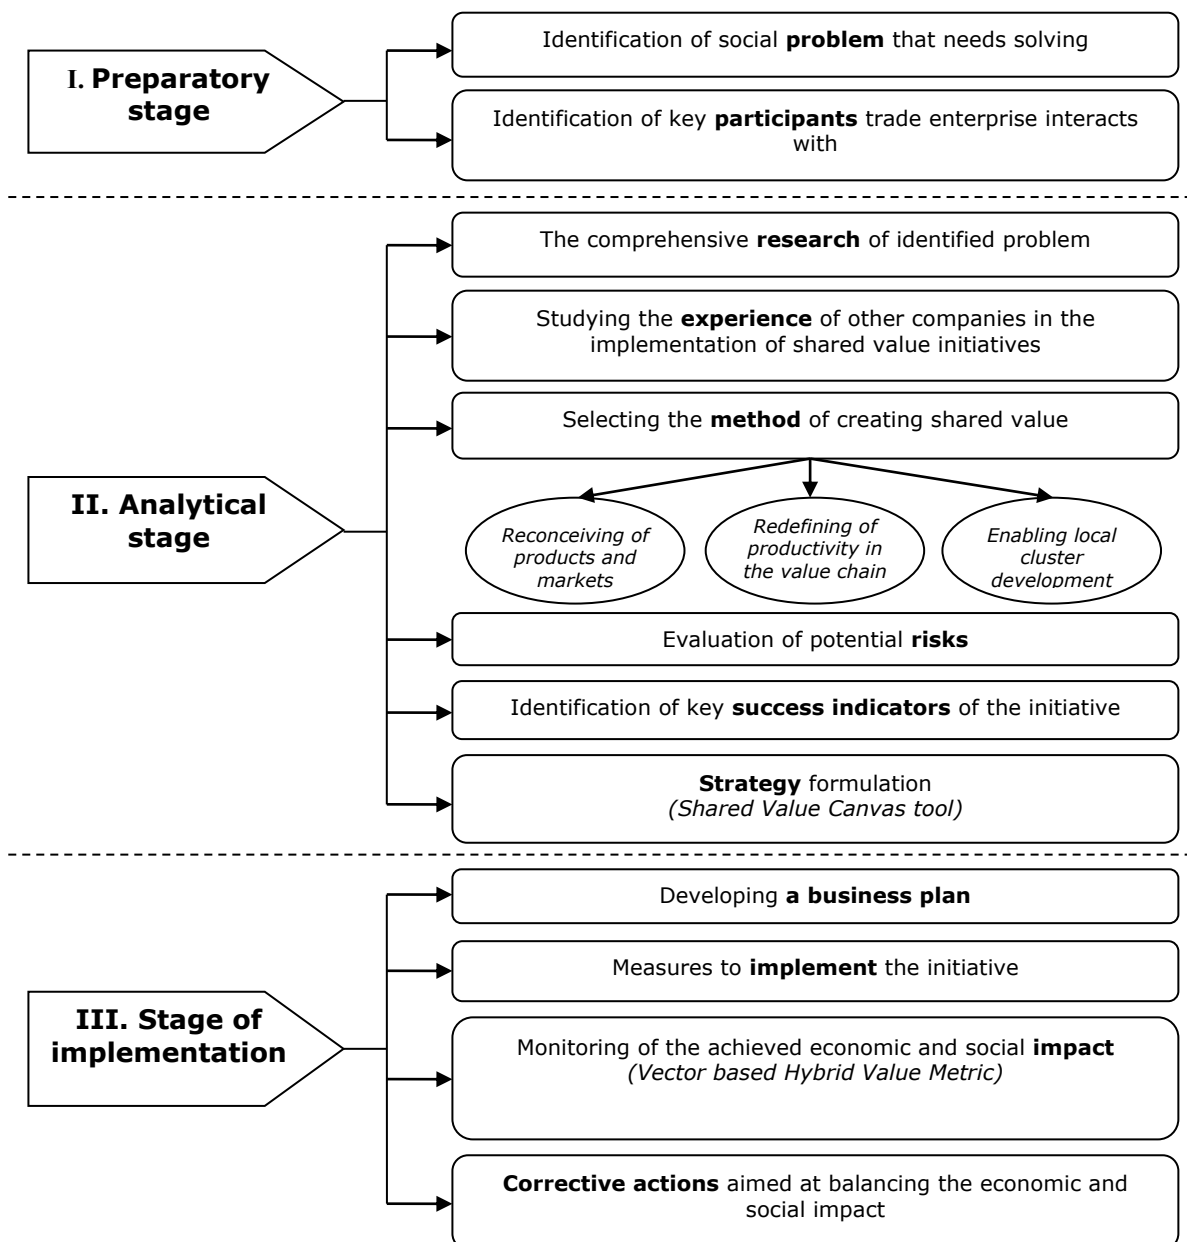 I. Preparatory
stage
Identification of social problem that needs solving
Identification of key participants trade enterprise interacts
with
II. Analytical
stage
The comprehensive research of identified problem
Studying the experience of other companies in the
implementation of shared value initiatives
Selecting the method of creating shared value
Reconceiving of
products and
markets
Redefining of
productivity in
the value chain
Enabling local
cluster
development
Evaluation of potential risks
Identification of key success indicators of the initiative
Strategy formulation
(Shared Value Canvas tool)
III. Stage of
implementation
Developing a business plan
Measures to implement the initiative
Monitoring of the achieved economic and social impact
(Vector based Hybrid Value Metric)
Corrective actions aimed at balancing the economic and
social impact